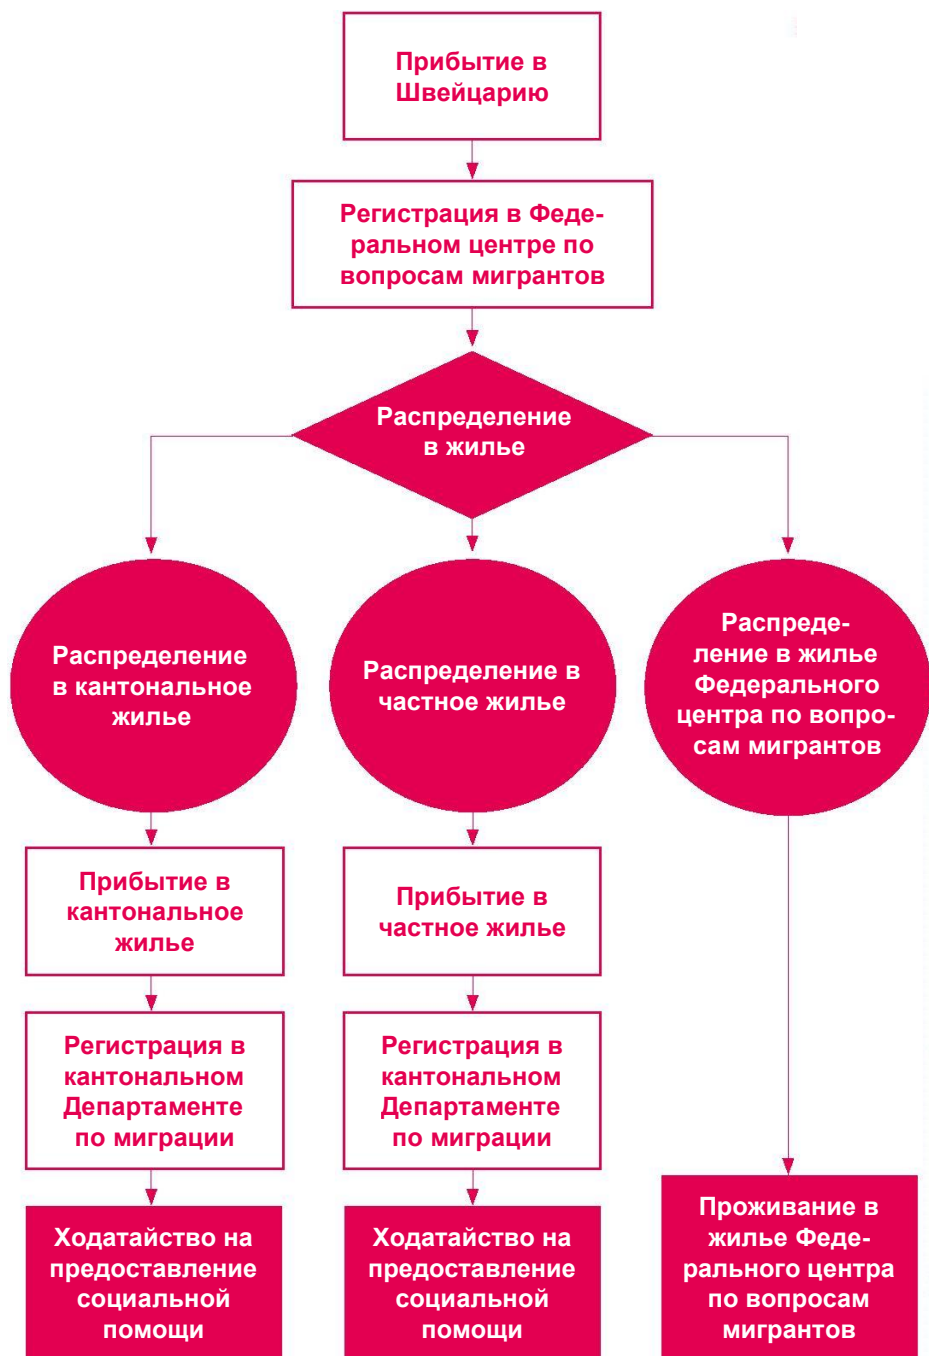 Прибытие в
Швейцарию
Регистрация в Феде-
ральном центре по
вопросам мигрантов
Распределение
в жилье
Распределение
в кантональное
жилье
Распределение в
частное жилье
Распреде-
ление в жилье
Федерального
центра по вопро-
сам мигрантов
Прибытие в
кантональное
жилье
Прибытие в
частное жилье
Регистрация в
кантональном
Департаменте
по миграции
Регистрация в
кантональном
Департаменте
по миграции
Ходатайство на
предоставление
социальной
помощи
Ходатайство на
предоставление
социальной
помощи
Проживание в
жилье Феде-
рального центра
по вопросам
мигрантов